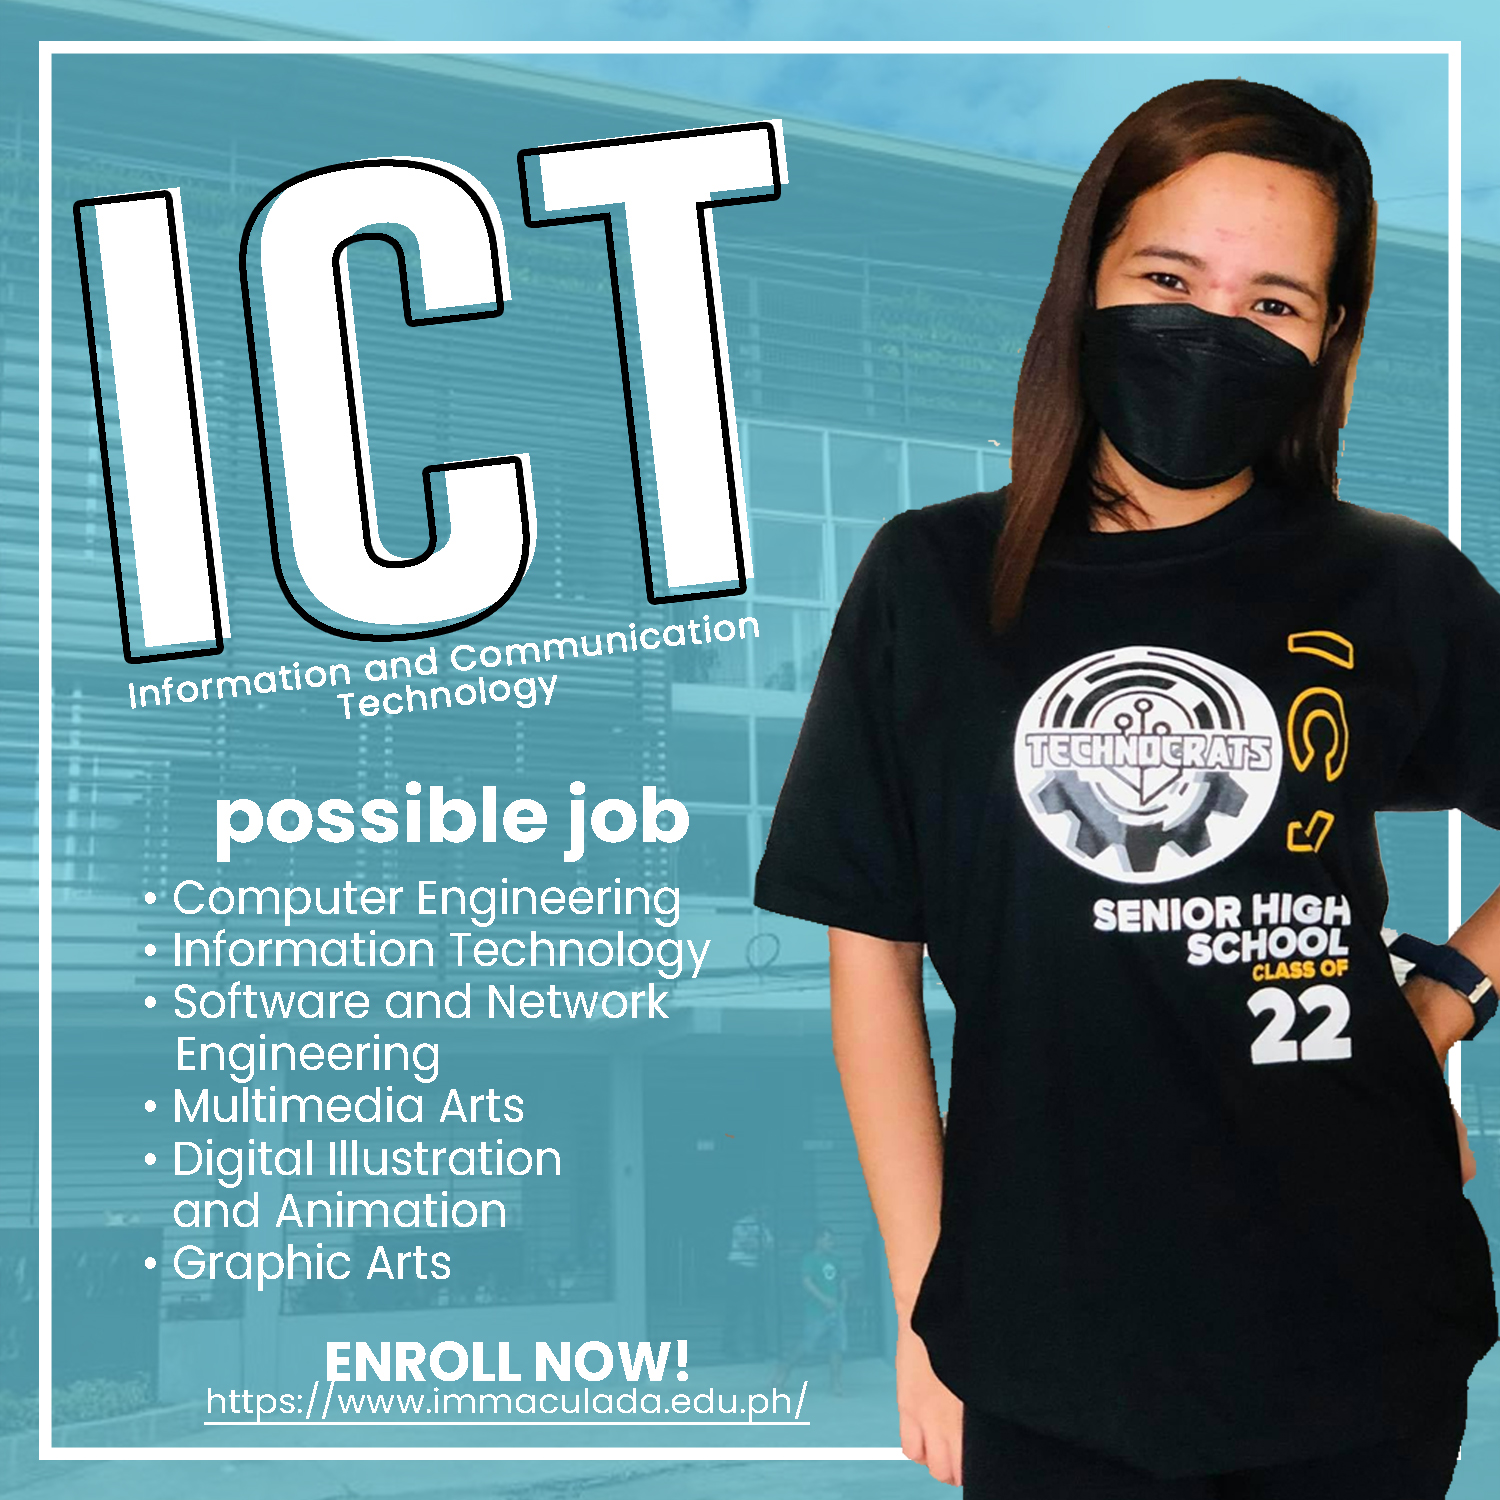 ICT
Information and Communication
Technology
possible job
• Computer Engineering
• Information Technology
• Software and Network
Engineering
• Multimedia Arts
• Digital Illustration
and Animation
• Graphic Arts
ENROLL NOW!
https://www.immaculada.edu.ph/
TECHNOCRATS
ICT
SENIOR HIGH
SCHOOL
CLASS OF
22